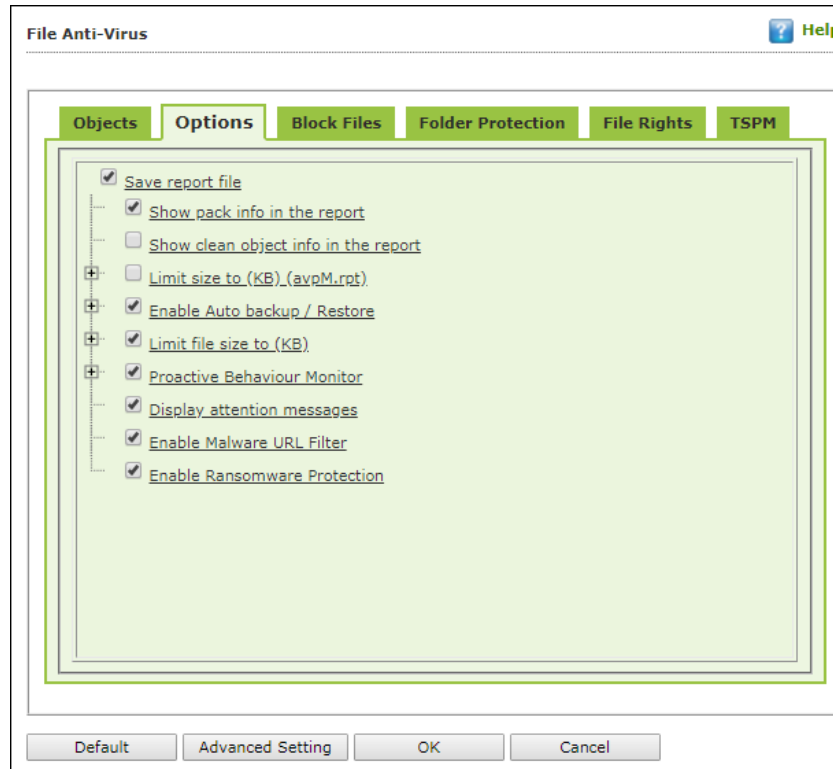 File Anti-Virus
? Help
Objects Options Block Files Folder Protection File Rights TSPM
Save report file
Show pack info in the report
Show clean object info in the report
Limit size to (KB) (avpM.rpt)
Enable Auto backup / Restore
Limit file size to (KB)
Proactive Behaviour Monitor
Display attention messages
Enable Malware URL Filter
Enable Ransomware Protection
Default Advanced Setting OK Cancel